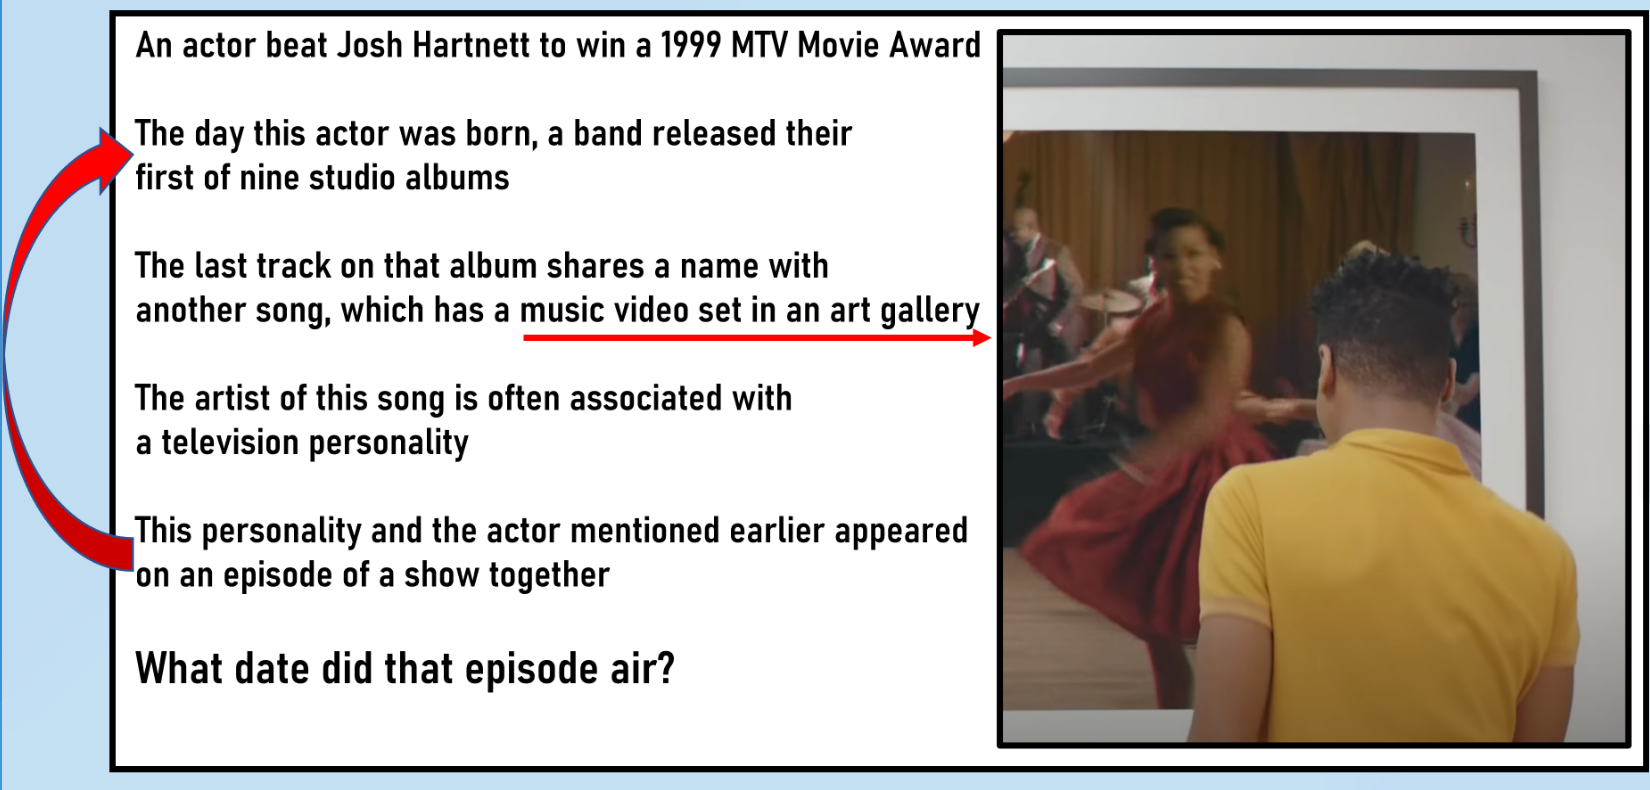 An actor beat Josh Hartnett to win a 1999 MTV Movie Award
The day this actor was born, a band released their
first of nine studio albums
The last track on that album shares a name with
another song, which has a music video set in an art gallery
The artist of this song is often associated with
a television personality
This personality and the actor mentioned earlier appeared
on an episode of a show together
What date did that episode air?